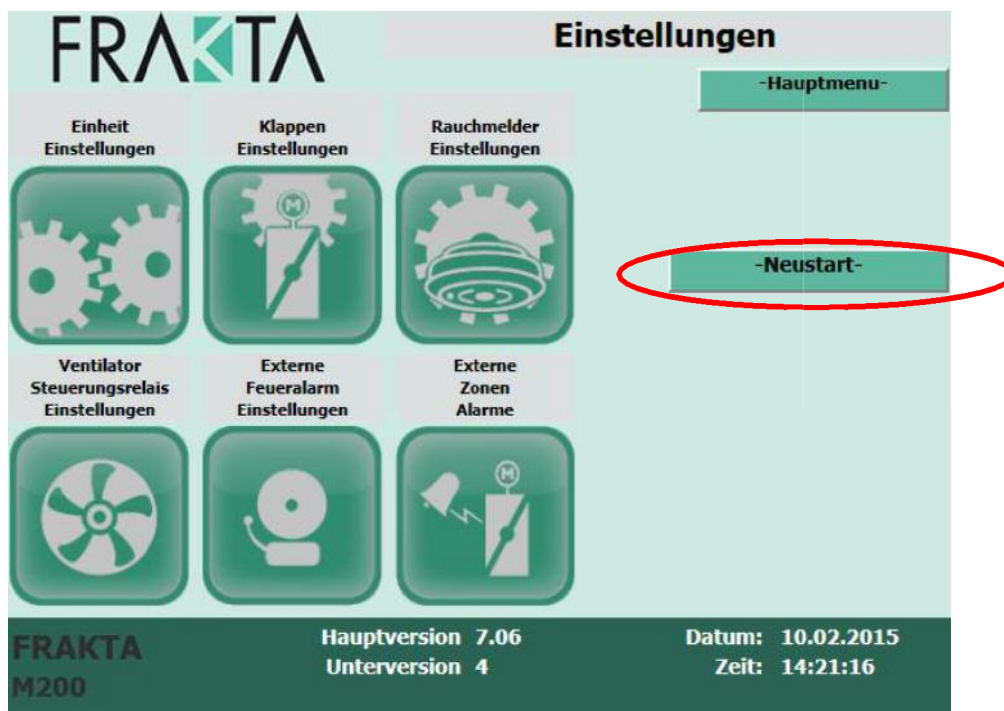 FRAKTA
Einstellungen
-Hauptmenu-
Einheit
Einstellungen
Klappen
Einstellungen
Rauchmelder
Einstellungen
M
-Neustart-
Ventilator
Steuerungsrelais
Einstellungen
Externe
Feueralarm
Einstellungen
Externe
Zonen
Alarme
M
FRAKTA
M200
Hauptversion 7.06
Unterversion 4
Datum: 10.02.2015
Zeit: 14:21:16